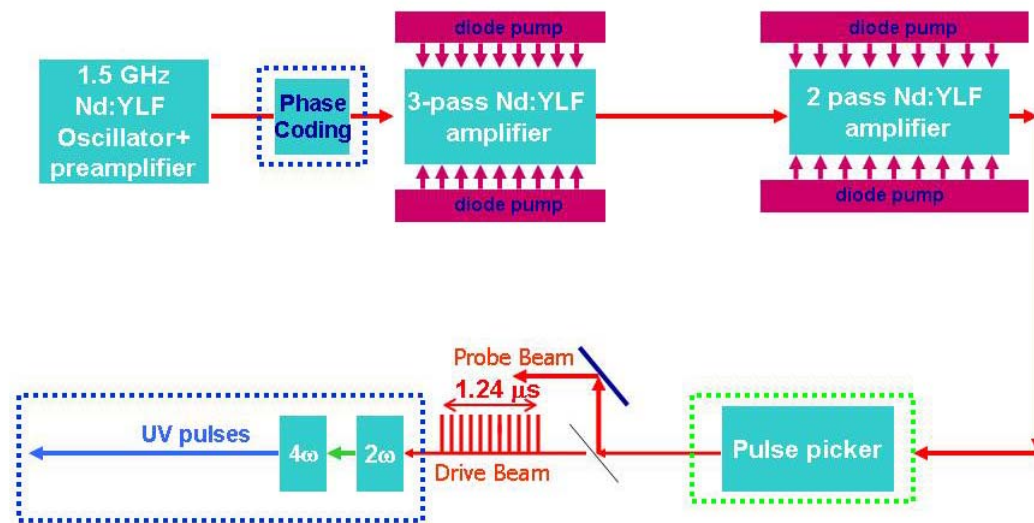 diode pump
diode pump
1.5 GHz
Nd:YLF
Oscillator+
preamplifier
Phase
Coding
3-pass Nd:YLF
amplifier
2 pass Nd:YLF
amplifier
diode pump
diode pump
Probe Beam
1.24 μs
UV pulses
4ω
2ω
Drive Beam
Pulse picker